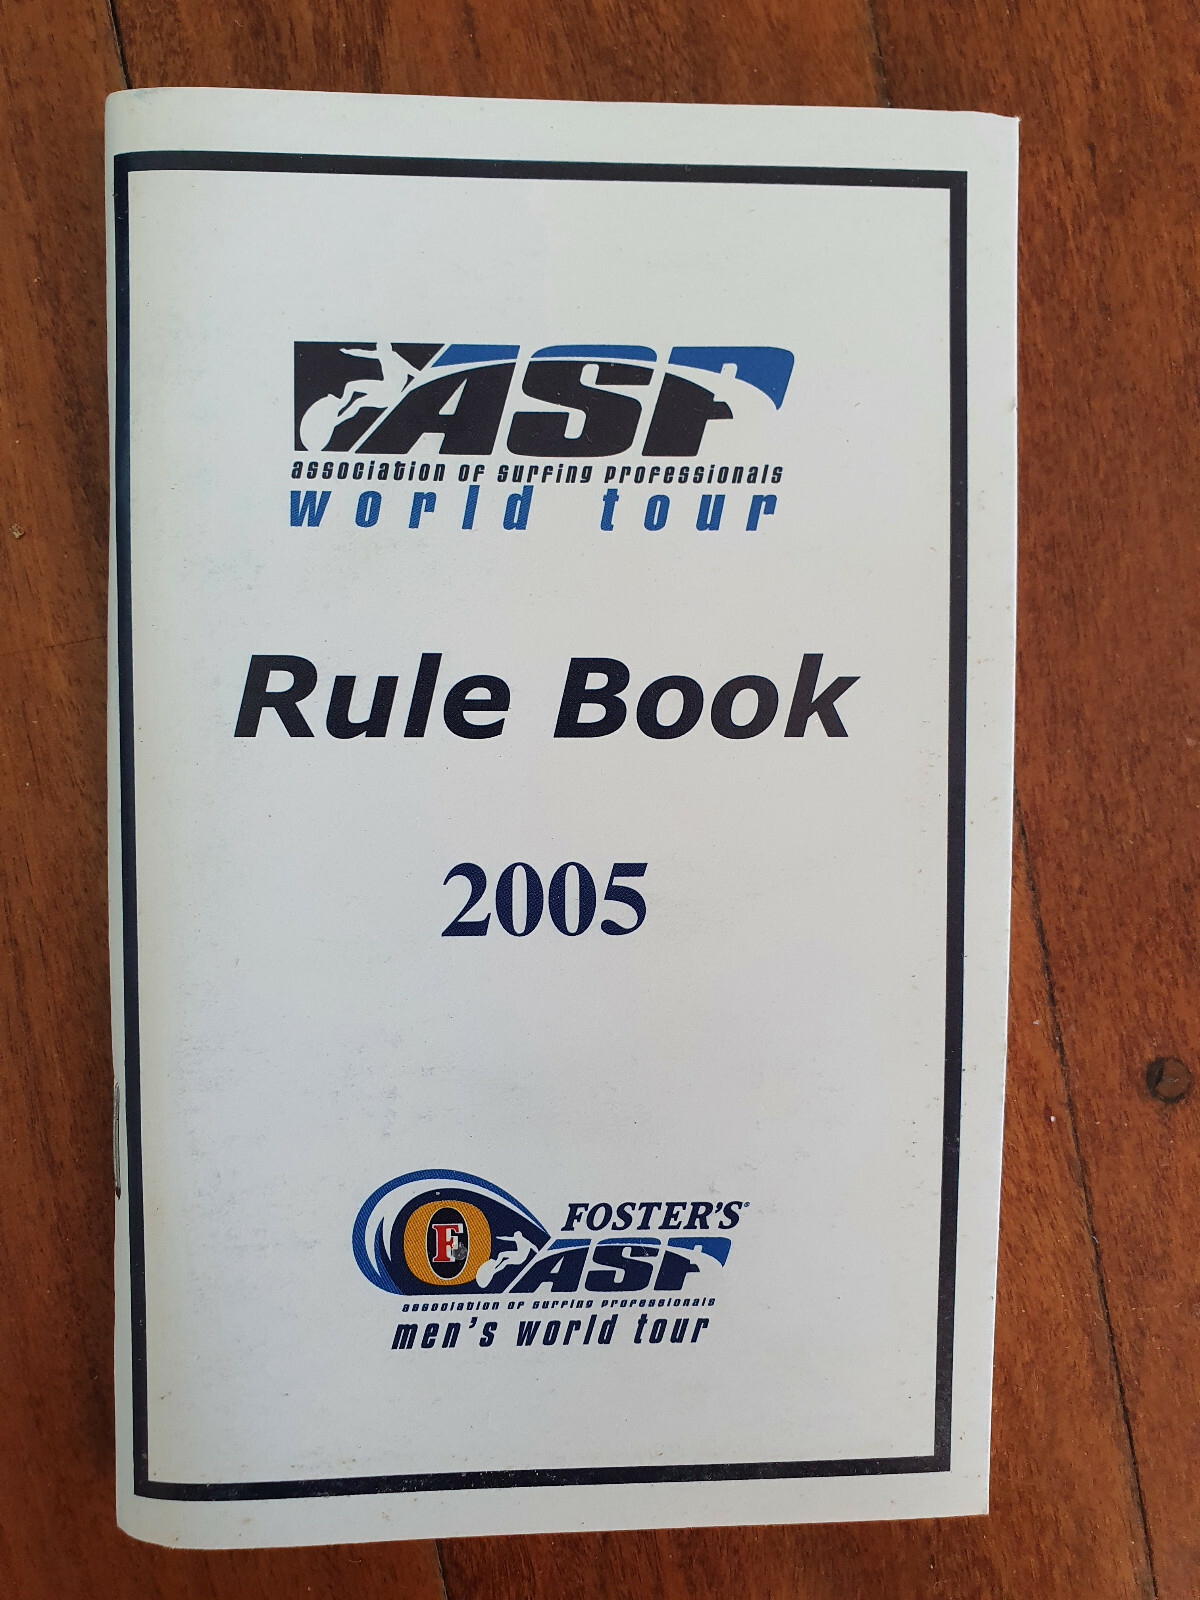 ASP
association of surfing professionals
world tour
Rule Book
2005
FOSTER'S®
F
ASP
association of surfing professionals
men's world tour